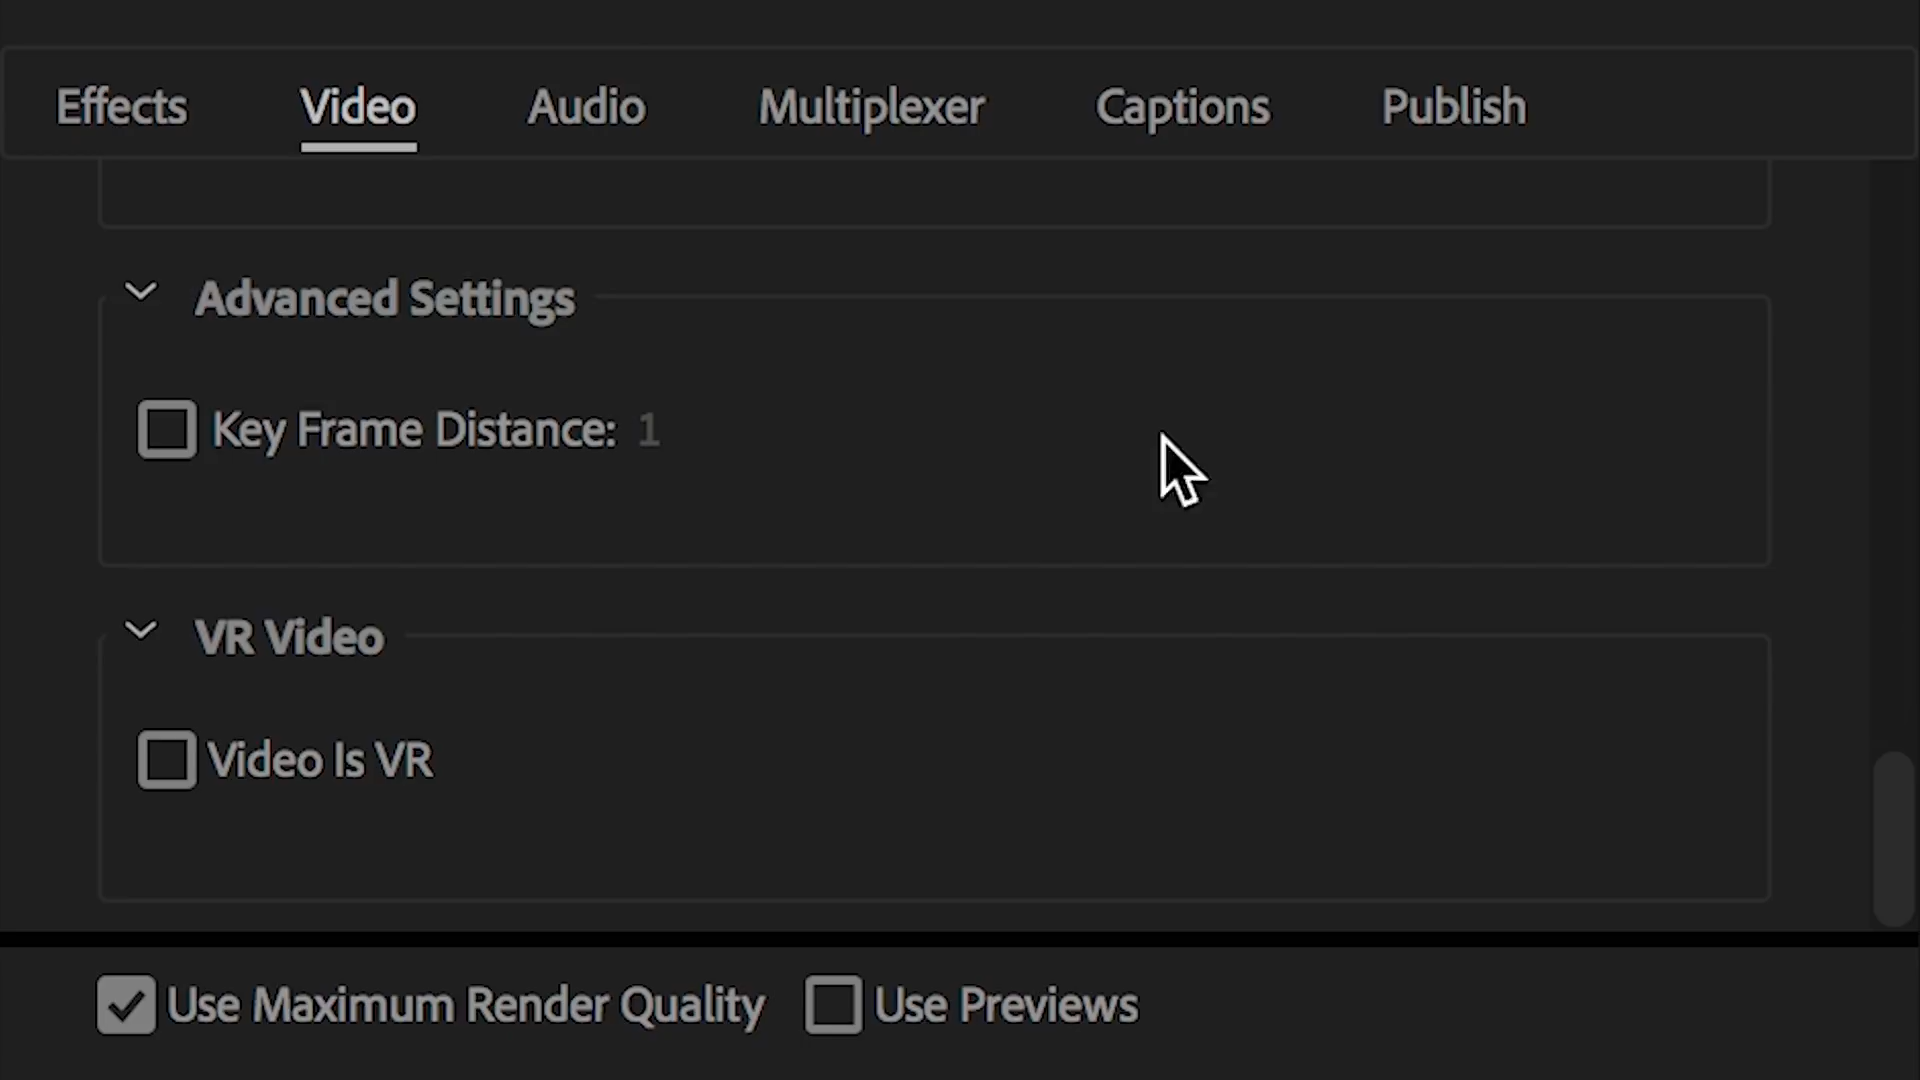 Effects Video Audio Multiplexer Captions Publish
Advanced Settings
Key Frame Distance: 1
VR Video
Video Is VR
Use Maximum Render Quality Use Previews